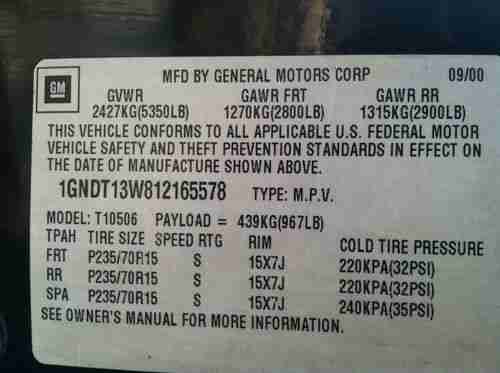 MFD BY GENERAL MOTORS CORP 09/00
GM
GVWR GAWR FRT GAWR RR
2427KG(5350LB) 1270KG(2800LB) 1315KG(2900LB)
THIS VEHICLE CONFORMS TO ALL APPLICABLE U.S. FEDERAL MOTOR
VEHICLE SAFETY AND THEFT PREVENTION STANDARDS IN EFFECT ON
THE DATE OF MANUFACTURE SHOWN ABOVE.
1GNDT13W812165578 TYPE: M.P.V.
MODEL: T10506 PAYLOAD = 439KG(967LB)
TPAH TIRE SIZE SPEED RTG RIM COLD TIRE PRESSURE
FRT P235/70R15 S 15X7J 220KPA(32PSI)
RR P235/70R15 S 15X7J 220KPA(32PSI)
SPA P235/70R15 S 15X7J 240KPA(35PSI)
SEE OWNER'S MANUAL FOR MORE INFORMATION.